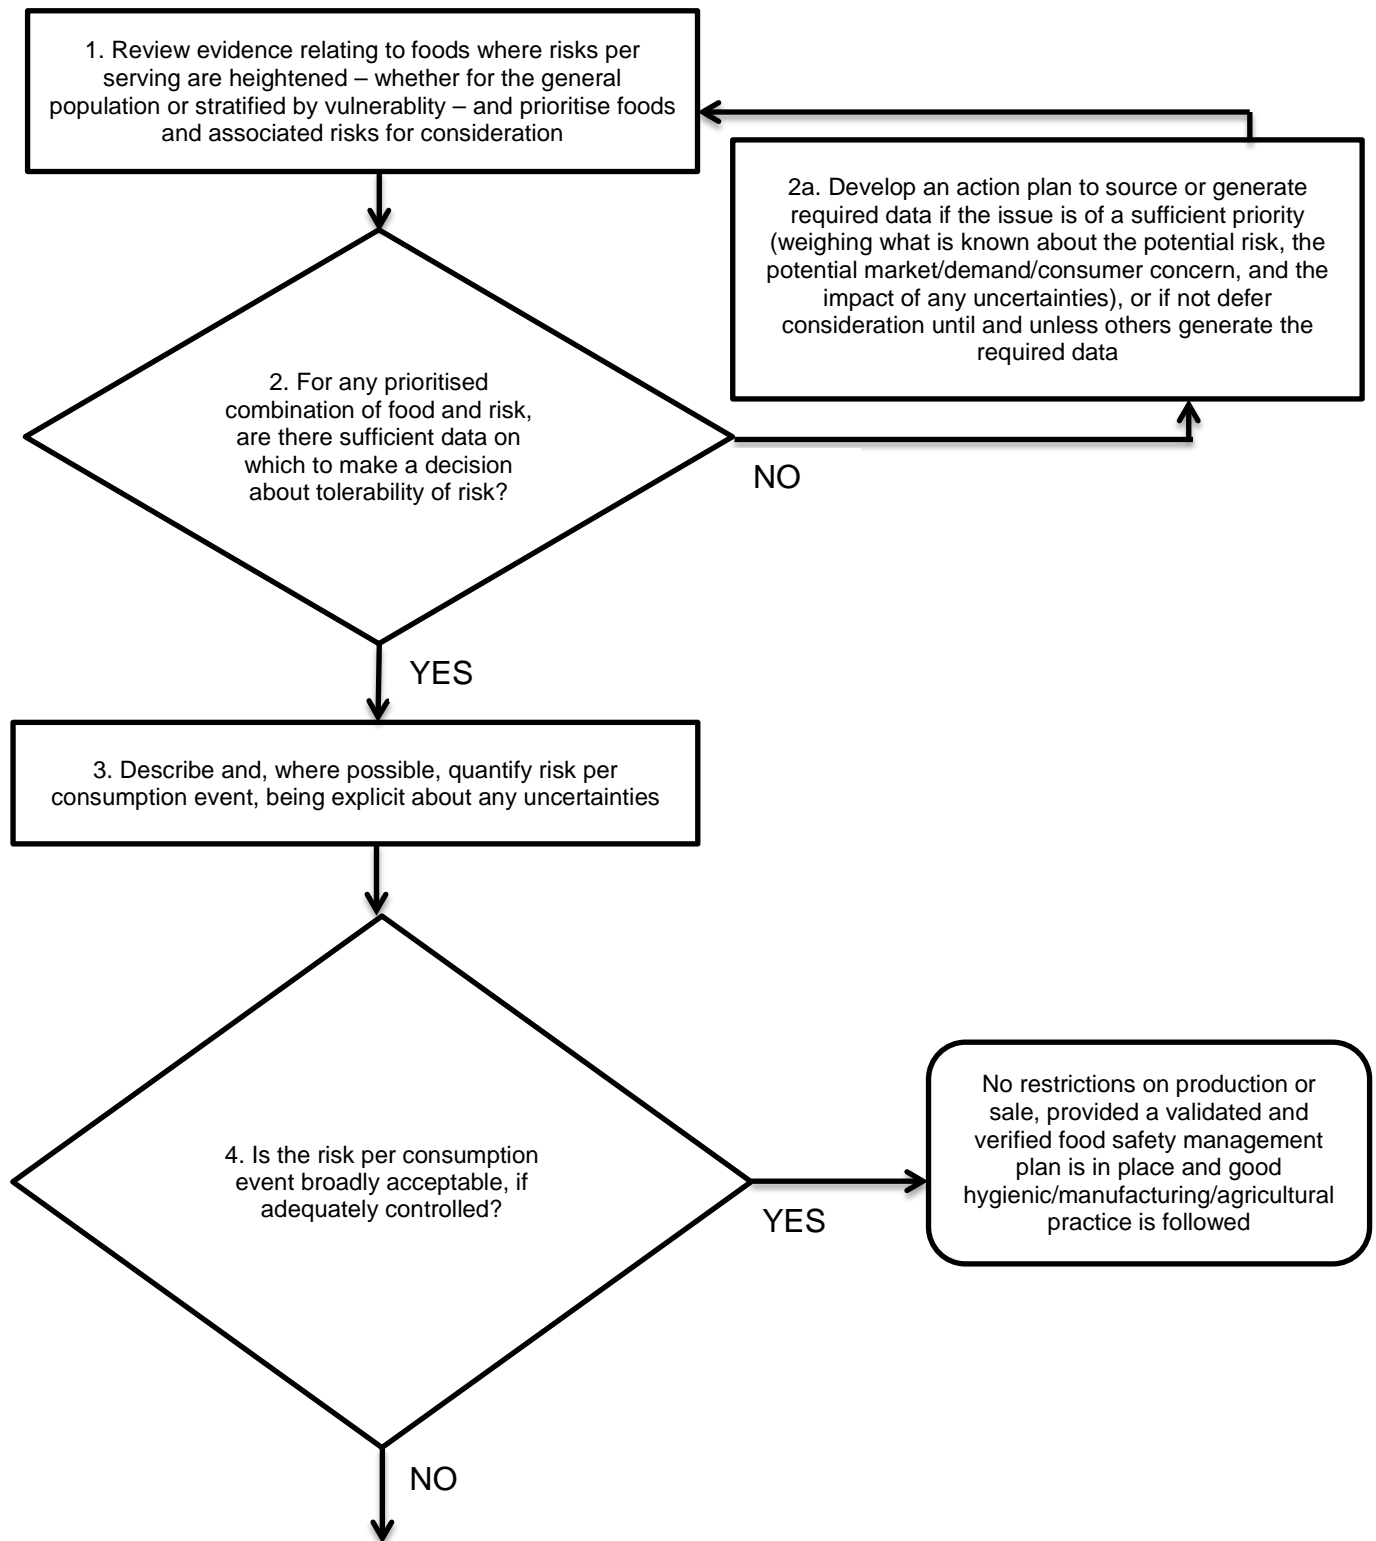 1. Review evidence relating to foods where risks per
serving are heightened – whether for the general
population or stratified by vulnerablity – and prioritise foods
and associated risks for consideration
2a. Develop an action plan to source or generate
required data if the issue is of a sufficient priority
(weighing what is known about the potential risk, the
potential market/demand/consumer concern, and the
impact of any uncertainties), or if not defer
consideration until and unless others generate the
required data
2. For any prioritised
combination of food and risk,
are there sufficient data on
which to make a decision
about tolerability of risk?
NO
YES
3. Describe and, where possible, quantify risk per
consumption event, being explicit about any uncertainties
4. Is the risk per consumption
event broadly acceptable, if
adequately controlled?
YES
No restrictions on production or
sale, provided a validated and
verified food safety management
plan is in place and good
hygienic/manufacturing/agricultural
practice is followed
NO